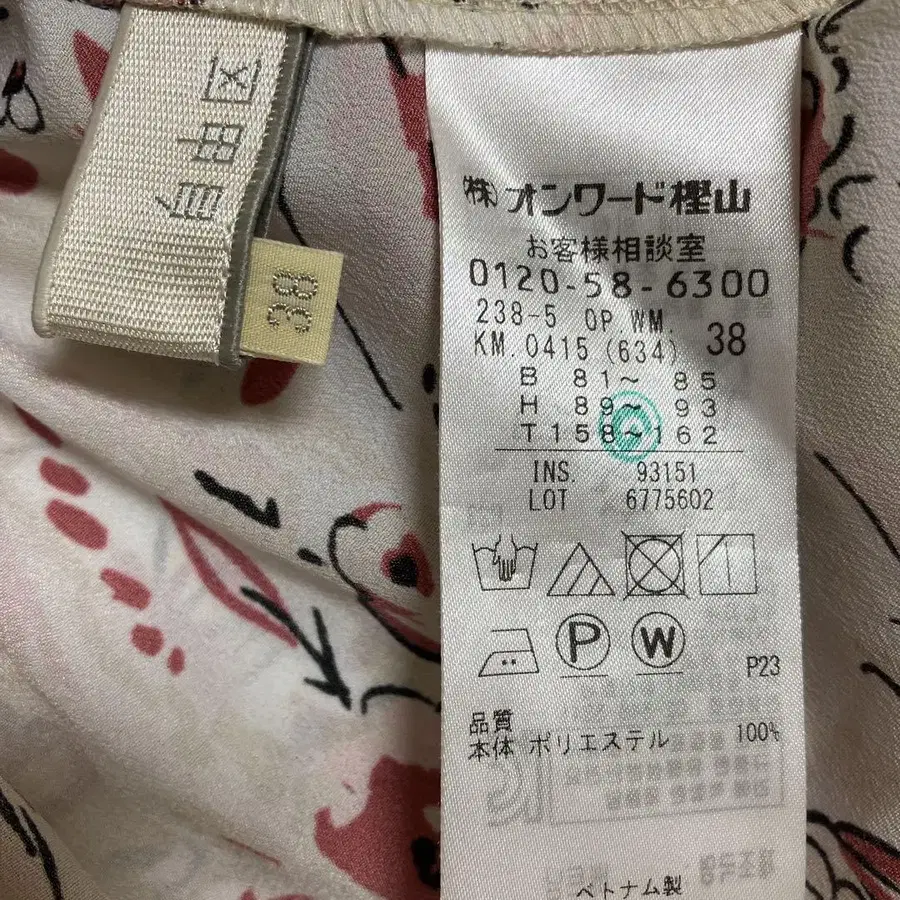 自由区
38
㈱オンワード樫山
お客様相談室
0120-58-6300
238-5 OP.WM. 38
KM.0415 (634)
B 81～ 85
H 89～ 93
T158～162
INS. 93151
LOT 6775602
P
W
P23
品質
本体 ポリエステル 100%
ベトナム製